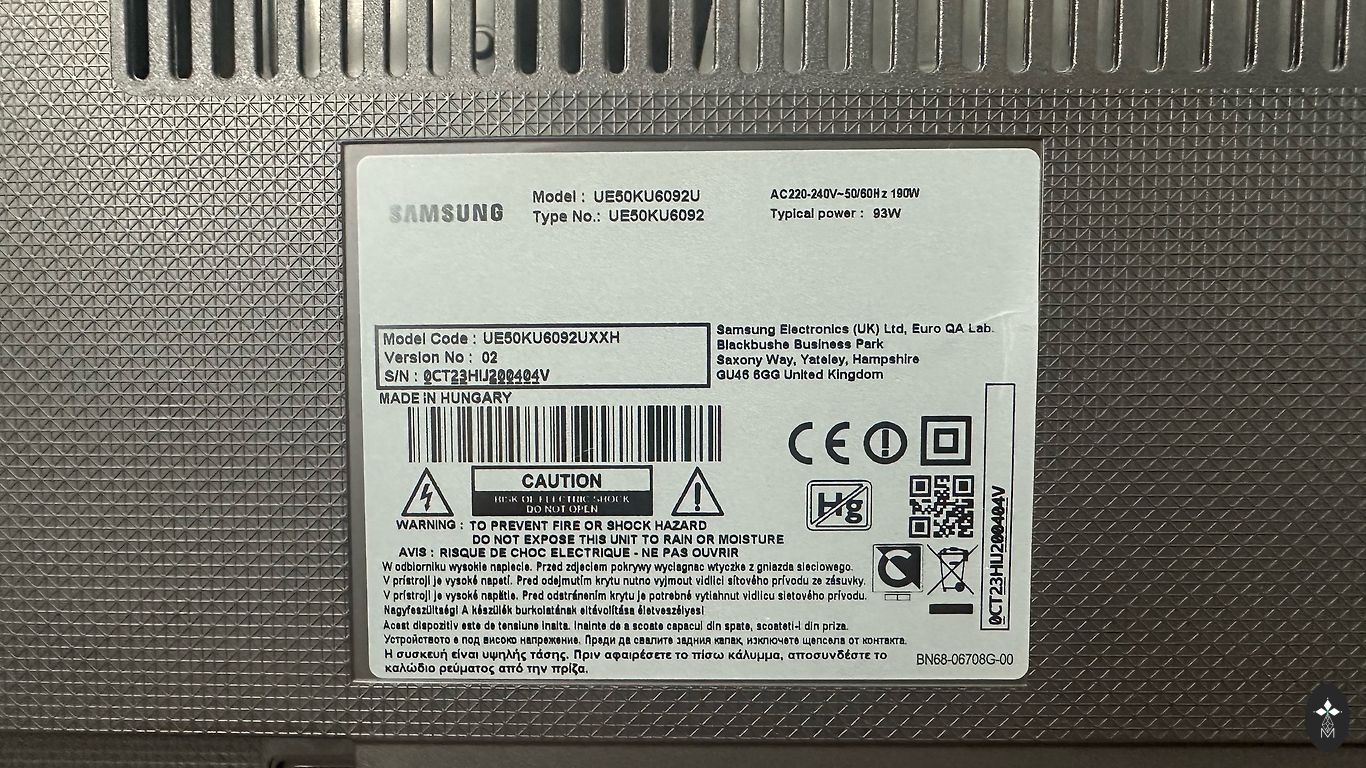 SAMSUNG
Model : UE50KU6092U
Type No.: UE50KU6092
AC220-240V~50/60Hz 190W
Typical power : 93W
Model Code : UE50KU6092UXXH
Version No : 02
S/N : 0CT23HIJ200404V
Samsung Electronics (UK) Ltd, Euro QA Lab.
Blackbushe Business Park
Saxony Way, Yateley, Hampshire
GU46 6GG United Kingdom
MADE IN HUNGARY
CE
Hg
CAUTION
RISK OF ELECTRIC SHOCK
DO NOT OPEN
WARNING : TO PREVENT FIRE OR SHOCK HAZARD
DO NOT EXPOSE THIS UNIT TO RAIN OR MOISTURE
AVIS : RISQUE DE CHOC ELECTRIQUE - NE PAS OUVRIR
W odbiorniku wysokie napiecie. Przed zdjeciem pokrywy wyciagnac wtyczke z gniazda sieciowego.
V prístroji je vysoké napetí. Pred odejmutím krytu nutno vyjmout vidlici sítového prívodu ze zásuvky.
V prístroji je vysoké napätie. Pred odstránením krytu je potrebné vytiahnut vidlicu sietového prívodu.
Nagyfeszültség! A készülék burkolatának eltávolítása életveszélyes!
Acest dispozitiv este de tensiune inalta. Inainte de a scoate capacul din spate, scoateti-l din priza.
Устройството е под високо напрежение. Преди да свалите задния капак, изключете щепсела от контакта.
Η συσκευή είναι υψηλής τάσης. Πριν αφαιρέσετε το πίσω κάλυμμα, αποσυνδέστε το
καλώδιο ρεύματος από την πρίζα.
0CT23HIJ200404V
BN68-06708G-00
M